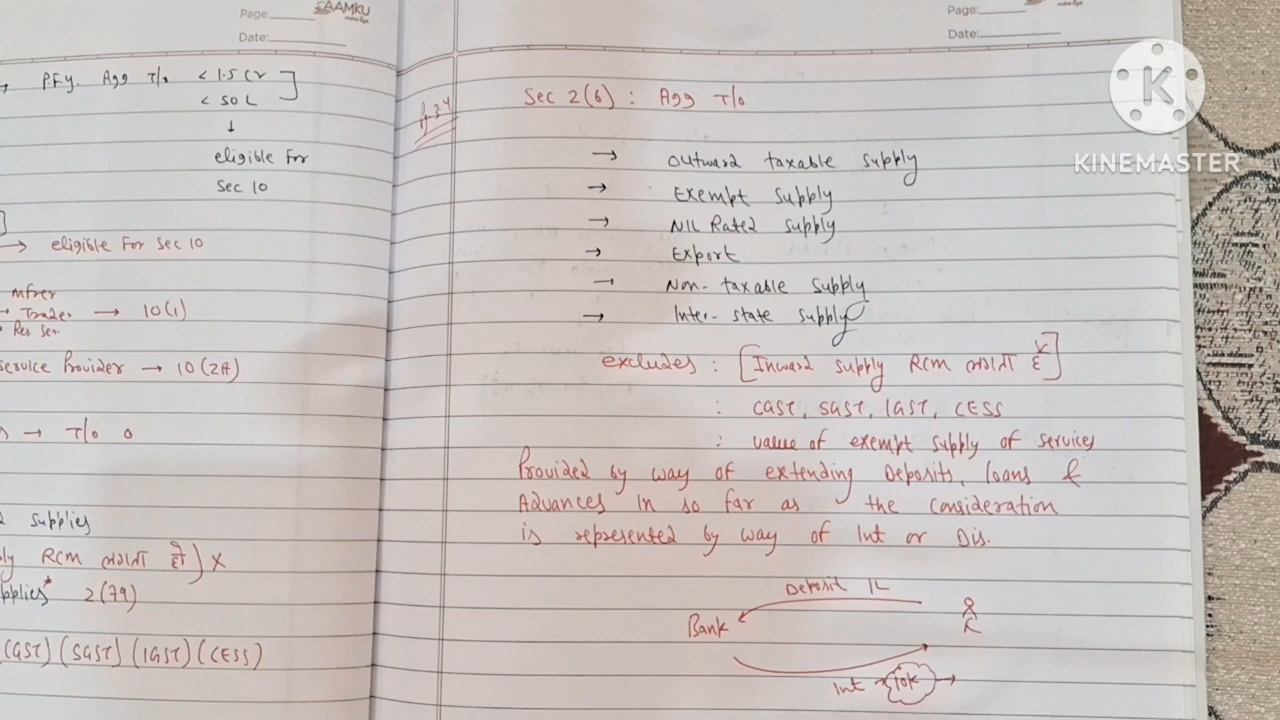 Page:
AAMKU
Date:
→ P.F.Y. Agg T/o < 1.5 Cr
< 50 L
↓
eligible For
Sec 10
→ eligible For Sec 10
mfrer
→ Trader → 10(1)
Res Ser
Service Provider → 10(2A)
→ T/o 0
supplies
RCM वाली है) X
2(79)
(CGST) (SGST) (IGST) (CESS)
Page:
Date:
Sec 2(6) : Agg T/o
→ Outward taxable supply
→ Exempt supply
→ NIL Rated supply
→ Export
→ Non-taxable supply
→ Inter-state supply
excludes : [Inward supply RCM वाली है]
: CGST, SGST, IGST, CESS
: value of exempt supply of services
Provided by way of extending Deposits, loans &
Advances In so far as the consideration
is represented by way of Int or Dis.
Deposit 1L
Bank
Int 10k →
K
KINEMASTER